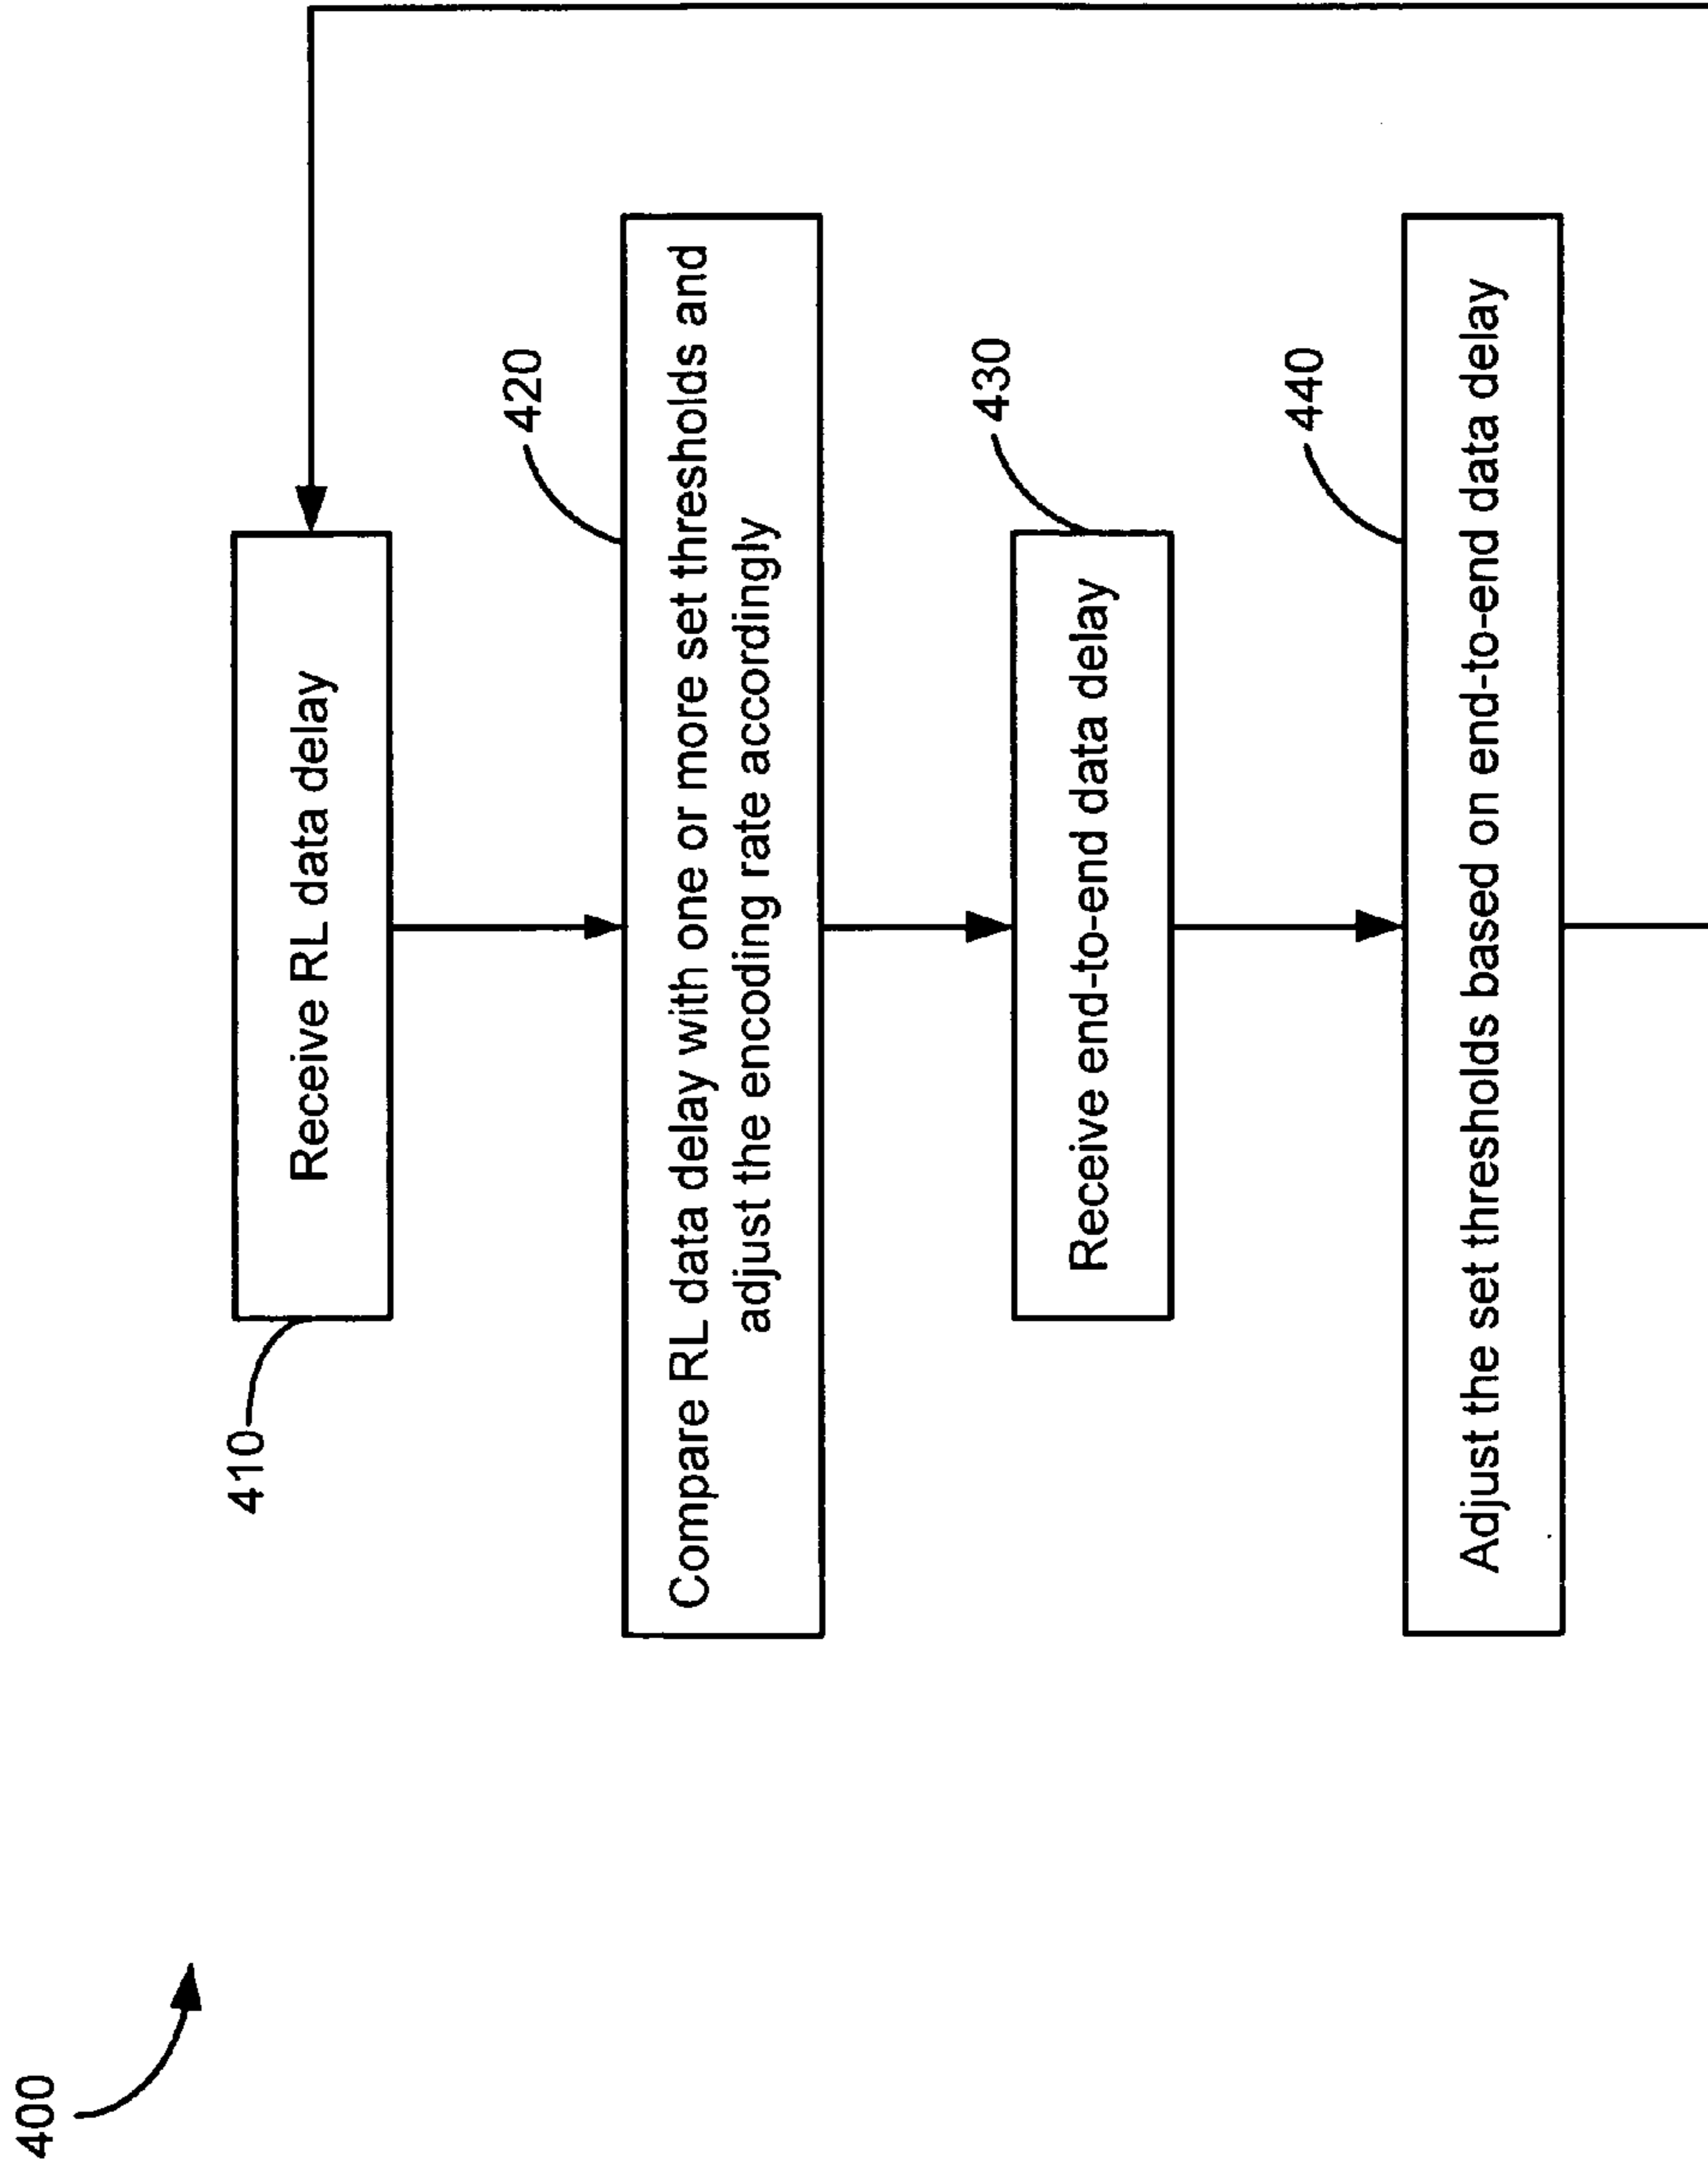 400
410
Receive RL data delay
420
Compare RL data delay with one or more set thresholds and
adjust the encoding rate accordingly
430
Receive end-to-end data delay
440
Adjust the set thresholds based on end-to-end data delay